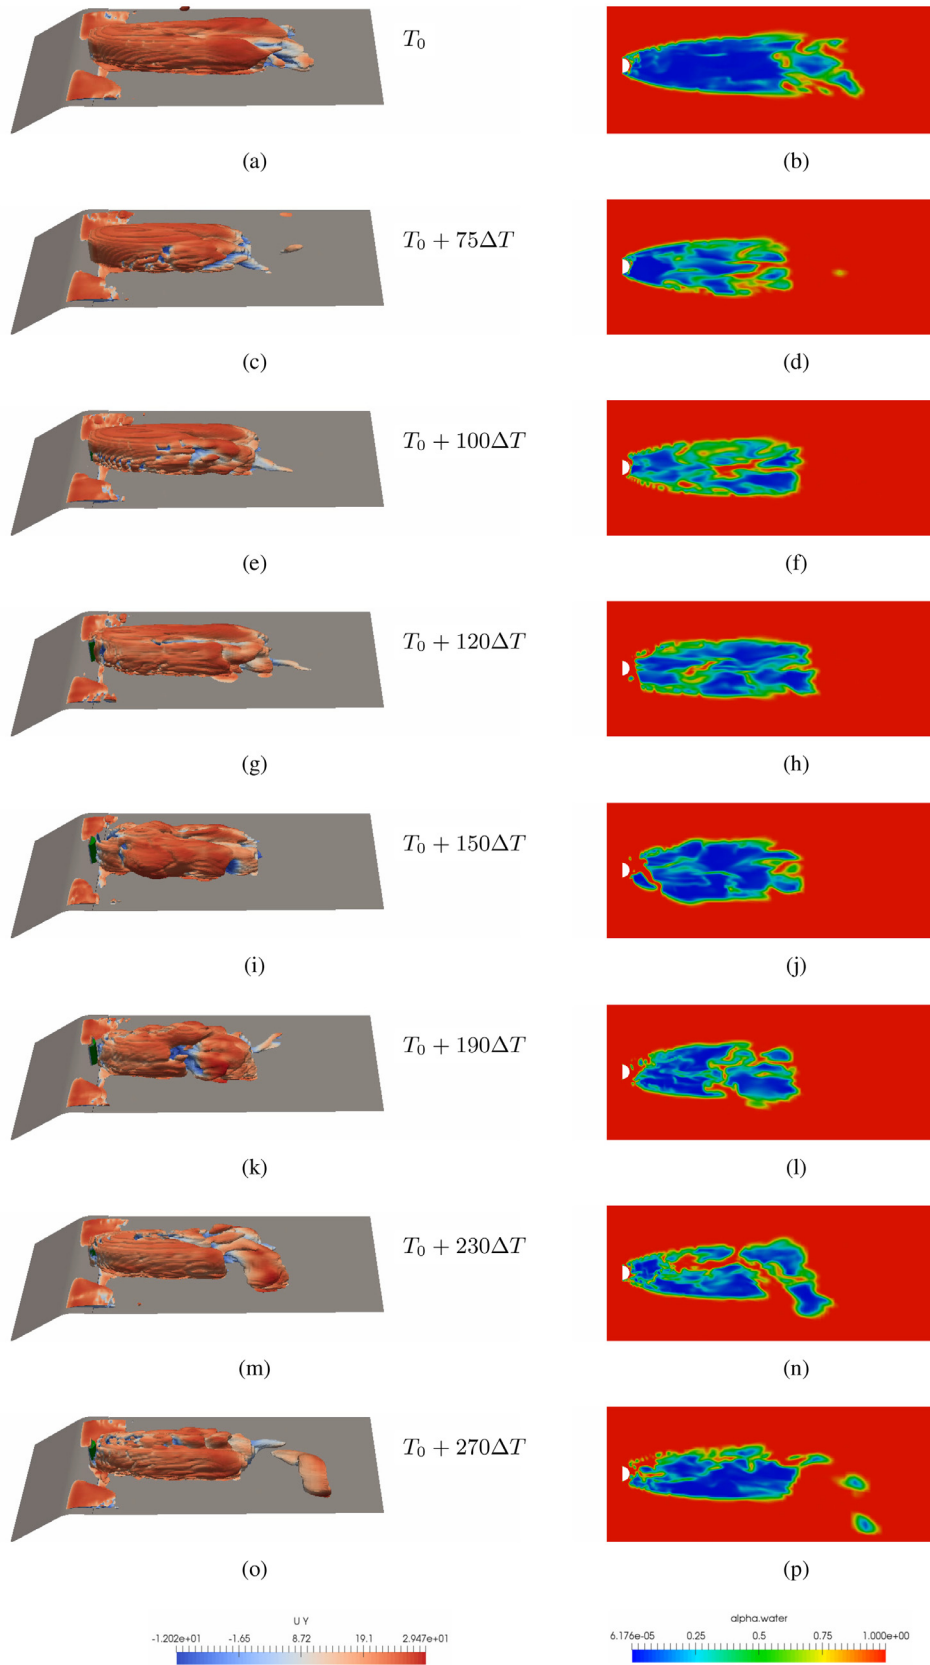 T₀
(a)
(b)
T₀ + 75ΔT
(c)
(d)
T₀ + 100ΔT
(e)
(f)
T₀ + 120ΔT
(g)
(h)
T₀ + 150ΔT
(i)
(j)
T₀ + 190ΔT
(k)
(l)
T₀ + 230ΔT
(m)
(n)
T₀ + 270ΔT
(o)
(p)
U Y
-1.202e+01 -1.65 8.72 19.1 2.947e+01
alpha.water
6.176e-05 0.25 0.5 0.75 1.000e+00